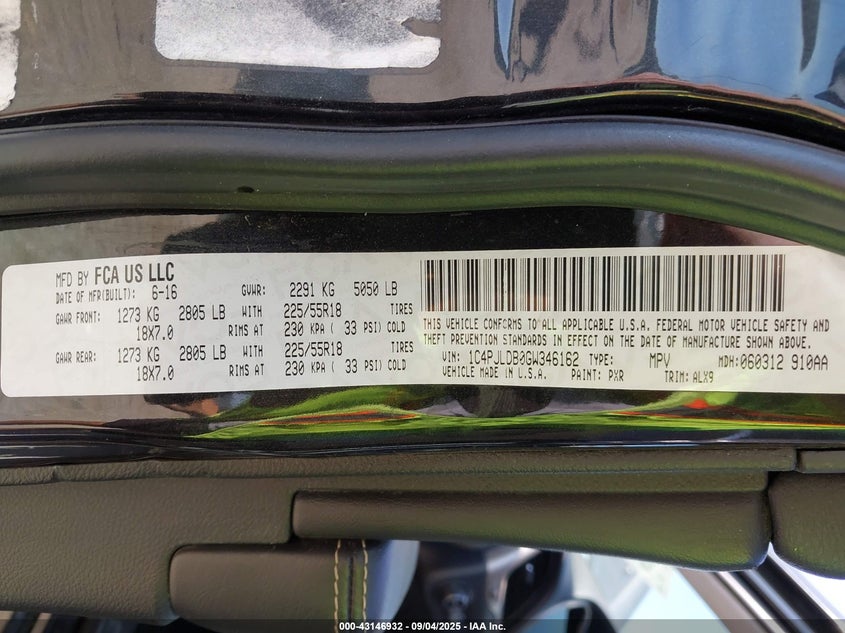 MFD BY FCA US LLC
DATE OF MFR(BUILT): 6-16 GVWR: 2291 KG 5050 LB
GAWR FRONT: 1273 KG 2805 LB WITH 225/55R18 TIRES
18X7.0 RIMS AT 230 KPA ( 33 PSI) COLD
GAWR REAR: 1273 KG 2805 LB WITH 225/55R18 TIRES
18X7.0 RIMS AT 230 KPA ( 33 PSI) COLD
THIS VEHICLE CONFORMS TO ALL APPLICABLE U.S.A. FEDERAL MOTOR VEHICLE SAFETY AND
THEFT PREVENTION STANDARDS IN EFFECT ON THE DATE OF MANUFACTURE SHOWN ABOVE.
VIN: 1C4PJLDB0GW346162 TYPE: MPV MDH: 060312 910AA
VEHICLE MADE IN U.S.A. PAINT: PXR TRIM: ALX9
000-43146932 - 09/04/2025 - IAA Inc.